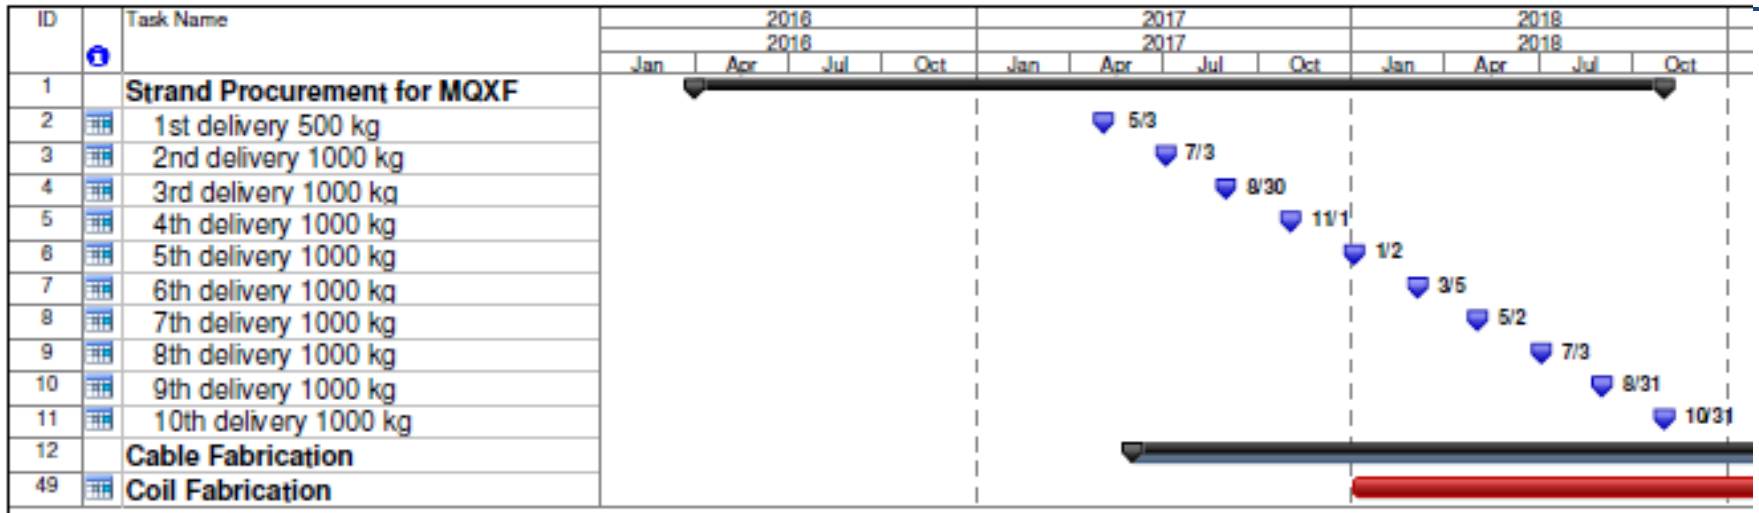 ID Task Name 2016 2017 2018
2016 2017 2018
Jan Apr Jul Oct Jan Apr Jul Oct Jan Apr Jul Oct
1 Strand Procurement for MQXF
2 1st delivery 500 kg 5/3
3 2nd delivery 1000 kg 7/3
4 3rd delivery 1000 kg 8/30
5 4th delivery 1000 kg 11/1
6 5th delivery 1000 kg 1/2
7 6th delivery 1000 kg 3/5
8 7th delivery 1000 kg 5/2
9 8th delivery 1000 kg 7/3
10 9th delivery 1000 kg 8/31
11 10th delivery 1000 kg 10/31
12 Cable Fabrication
49 Coil Fabrication